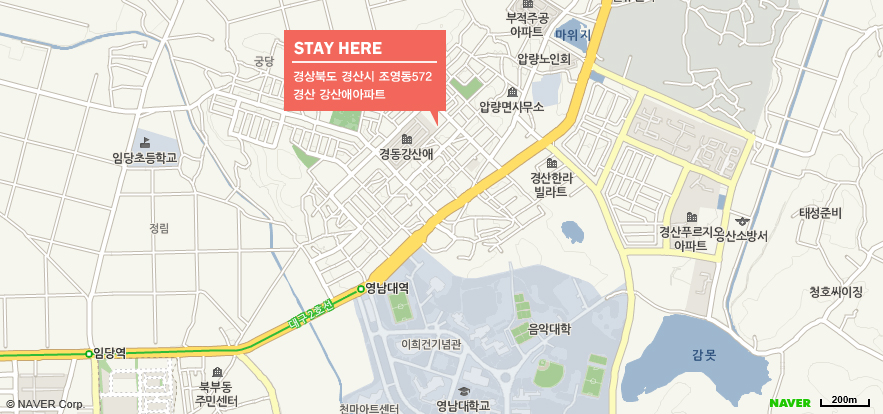 부적주공
아파트
마위지
STAY HERE
경상북도 경산시 조영동572
경산 강산애아파트
궁당
압량노인회
압량면사무소
임당초등학교
경동강산애
경산한라
빌라트
정림
경산푸르지오
아파트
경산소방서
태성준비
영남대역
대구 2호선
청호씨이징
임당역
이희건기념관
음악대학
감못
북부동
주민센터
천마아트센터
영남대학교
© NAVER Corp.
NAVER
200m